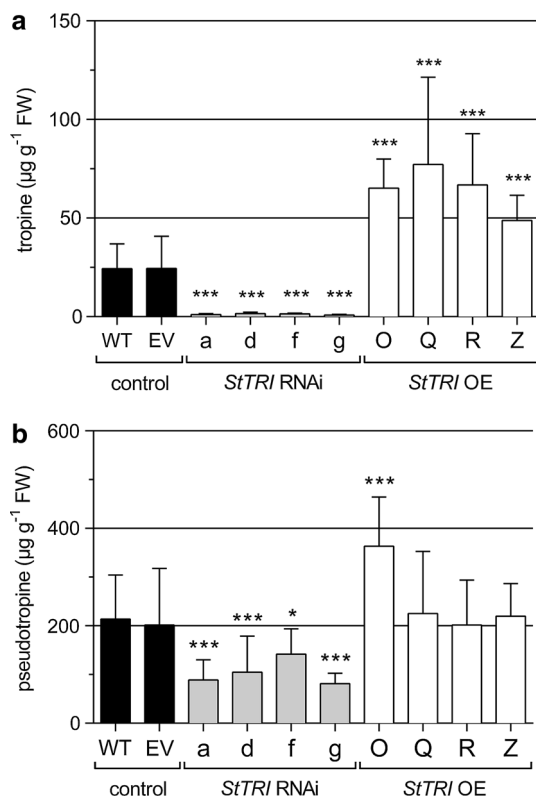 a
150
100
50
0
tropine (µg g⁻¹ FW)
*** *** *** *** *** *** *** ***
WT EV a d f g O Q R Z
control StTRI RNAi StTRI OE
b
600
400
200
0
pseudotropine (µg g⁻¹ FW)
*** *** * *** ***
WT EV a d f g O Q R Z
control StTRI RNAi StTRI OE